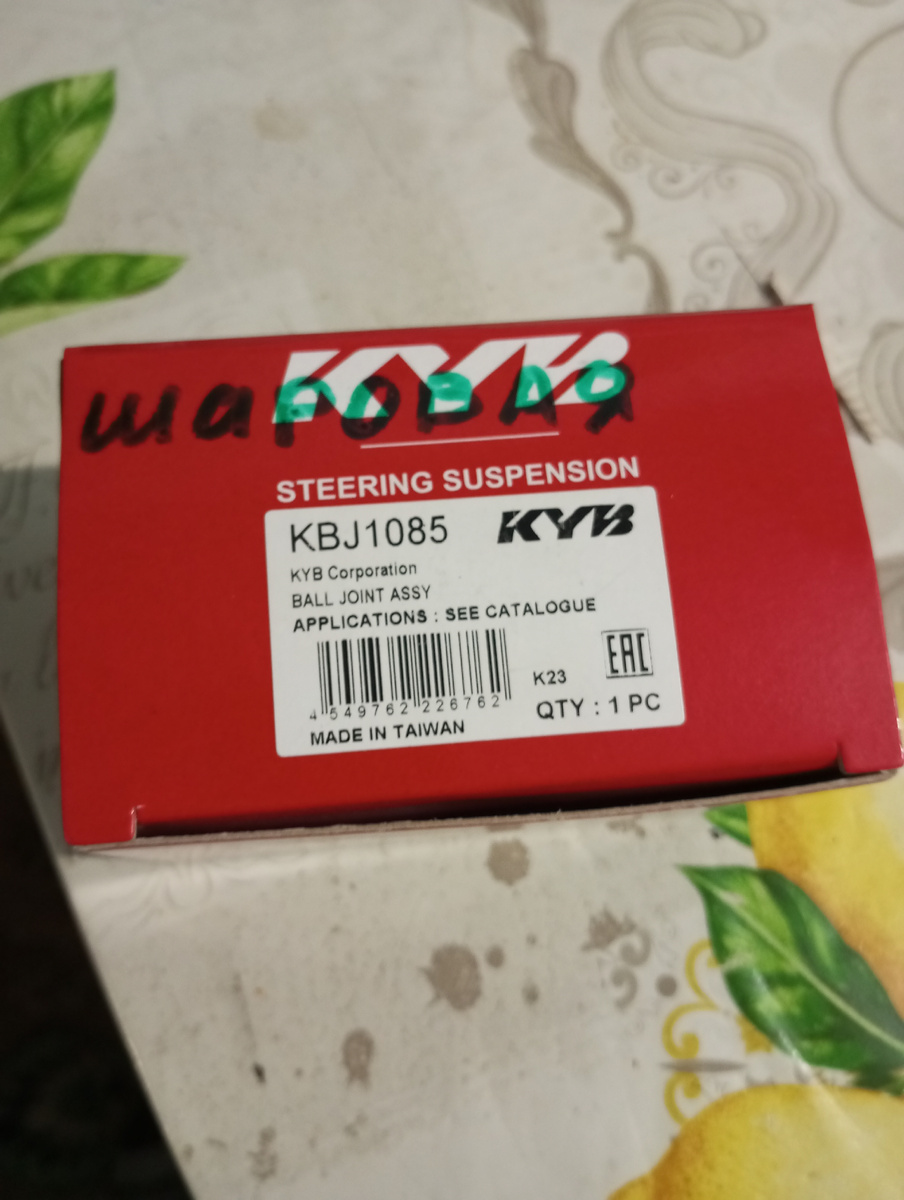 KYB
шаровая
STEERING SUSPENSION
KBJ1085 KYB
KYB Corporation
BALL JOINT ASSY
APPLICATIONS : SEE CATALOGUE
K23 EAC
4 549762 226762
QTY : 1 PC
MADE IN TAIWAN